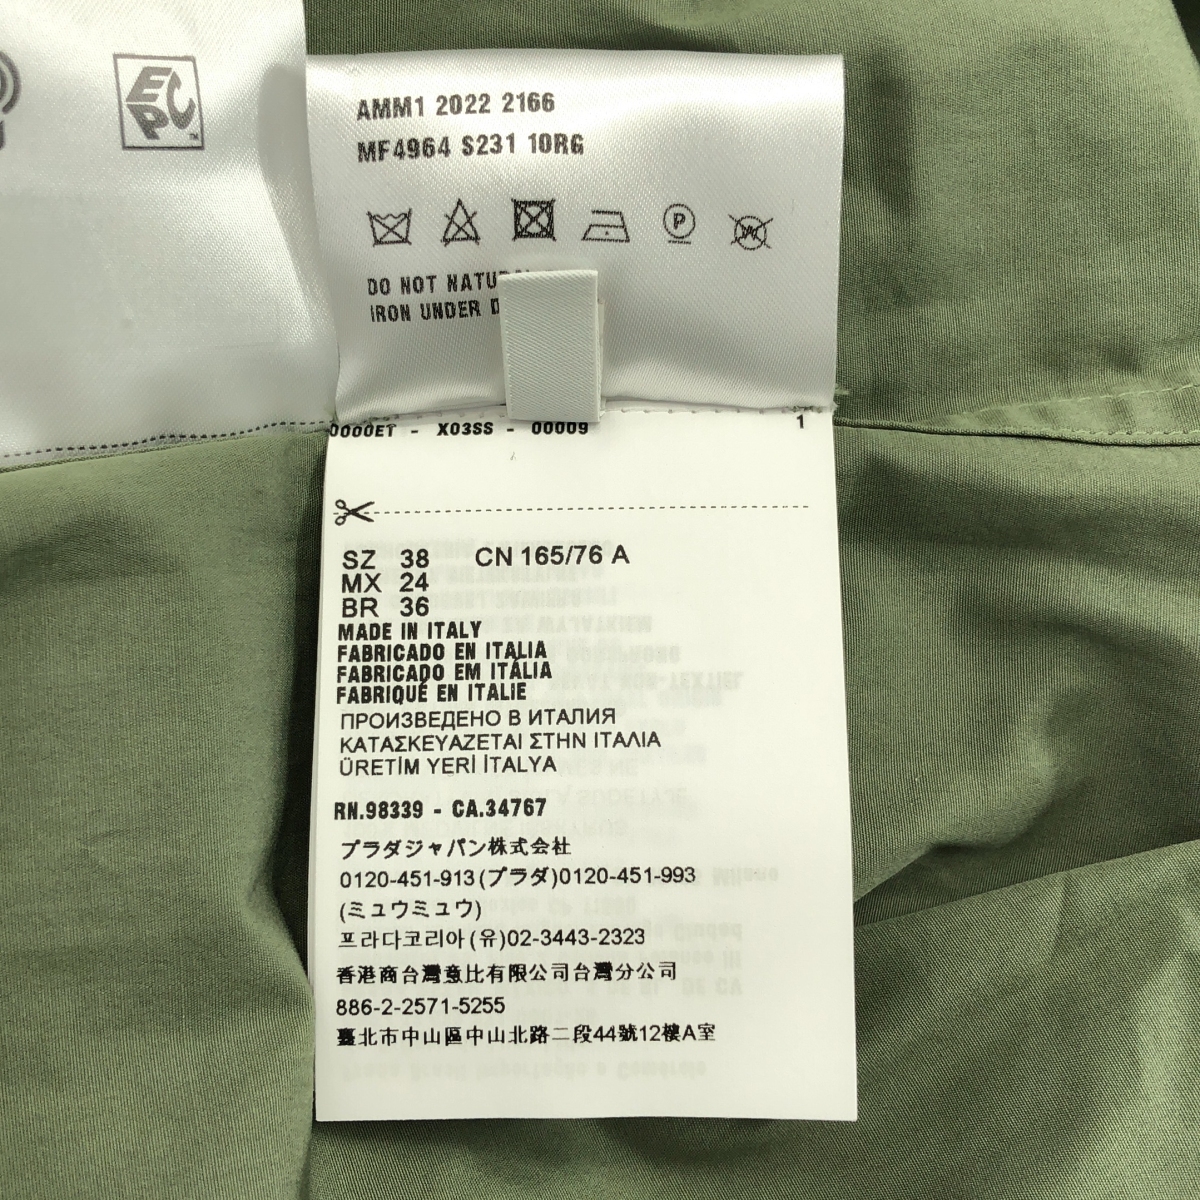 EPC
™
AMM1 2022 2166
MF4964 S231 10RG
P
W
DO NOT
IRON UNDER
0000ET - X03SS - 00009 1
SZ 38 CN 165/76 A
MX 24
BR 36
MADE IN ITALY
FABRICADO EN ITALIA
FABRICADO EM ITÁLIA
FABRIQUÉ EN ITALIE
ПРОИЗВЕДЕНО В ИТАЛИЯ
ΚΑΤΑΣΚΕΥΑΖΕΤΑΙ ΣΤΗΝ ΙΤΑΛΙΑ
ÜRETİM YERİ İTALYA
RN.98339 - CA.34767
プラダジャパン株式会社
0120-451-913(プラダ)0120-451-993
(ミュウミュウ)
프라다코리아(유)02-3443-2323
香港商台灣意比有限公司台灣分公司
886-2-2571-5255
臺北市中山區中山北路二段44號12樓A室